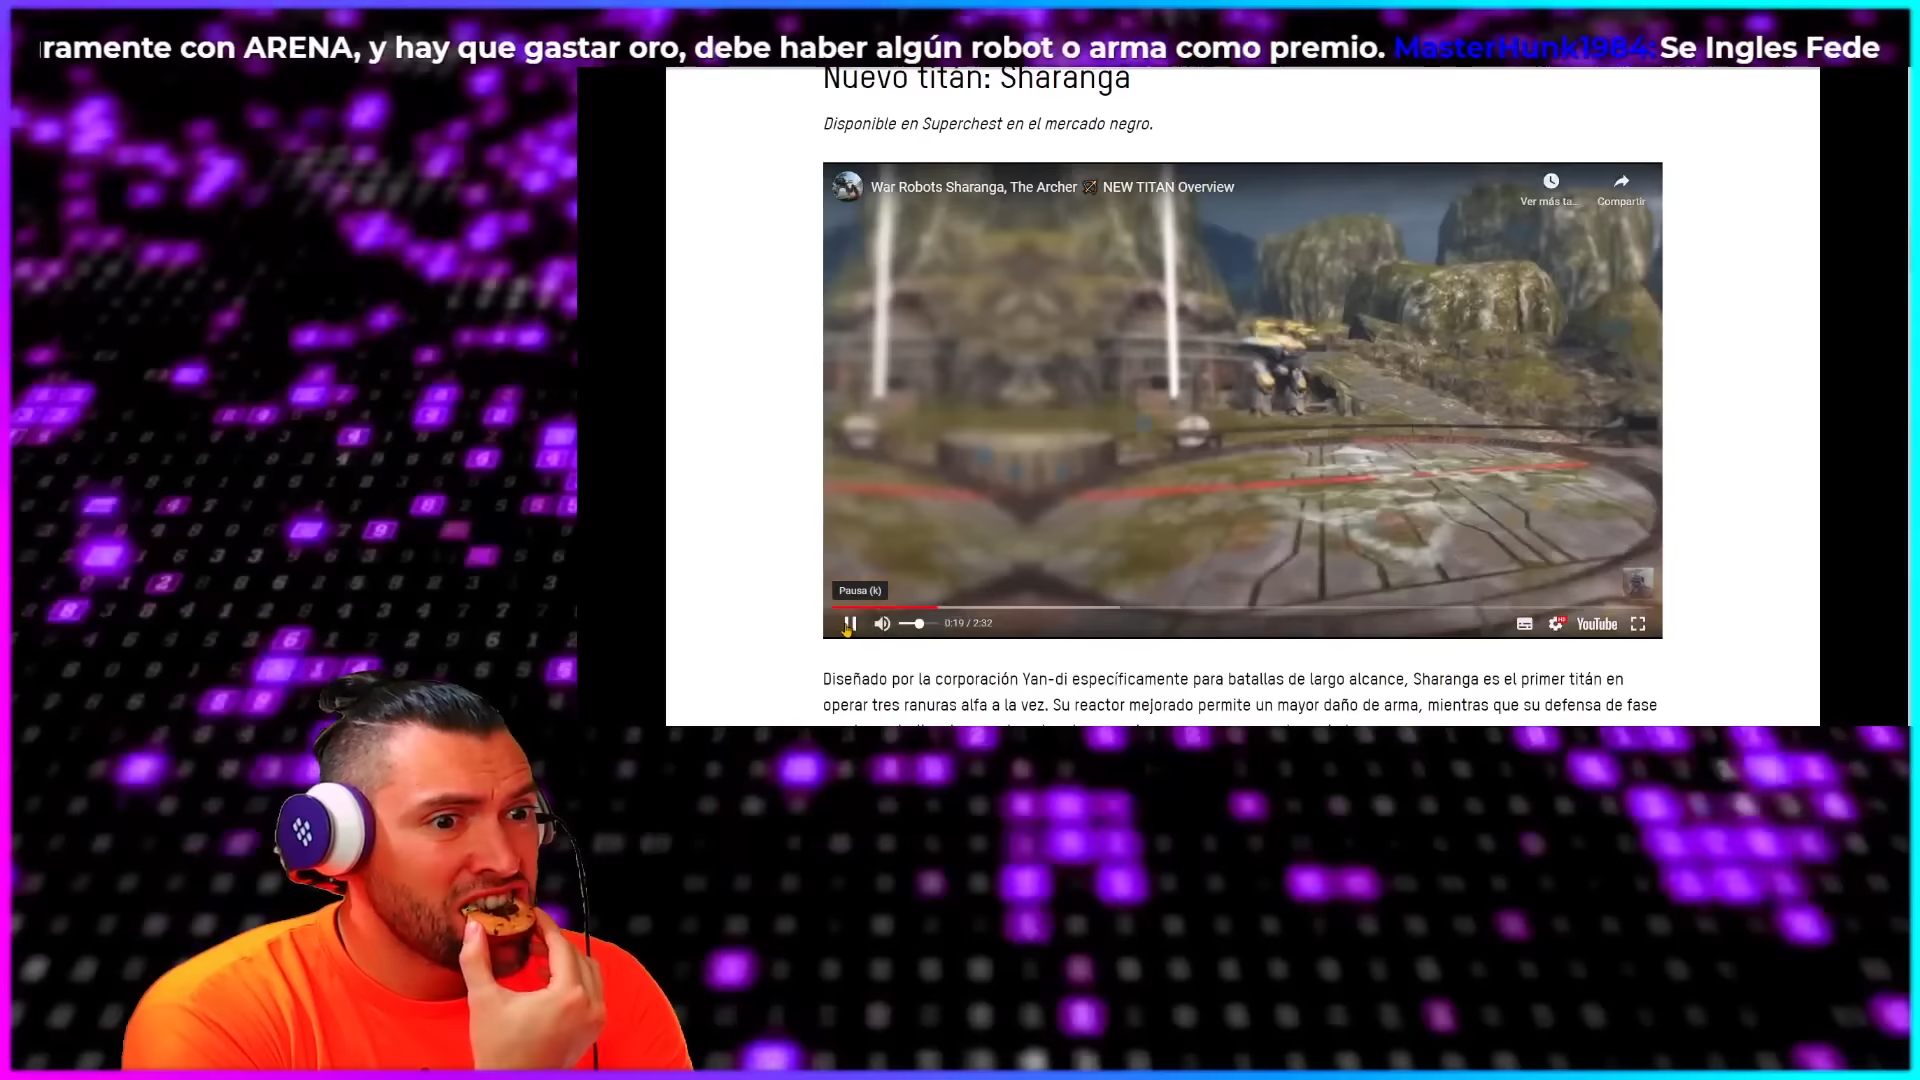 ramente con ARENA, y hay que gastar oro, debe haber algún robot o arma como premio. MasterHunk1984: Se Ingles Fede
Nuevo titán: Sharanga
Disponible en Superchest en el mercado negro.
War Robots Sharanga, The Archer NEW TITAN Overview
Ver más ta...
Compartir
Pausa (k)
0:19 / 2:32
HD
YouTube
Diseñado por la corporación Yan-di específicamente para batallas de largo alcance, Sharanga es el primer titán en
operar tres ranuras alfa a la vez. Su reactor mejorado permite un mayor daño de arma, mientras que su defensa de fase